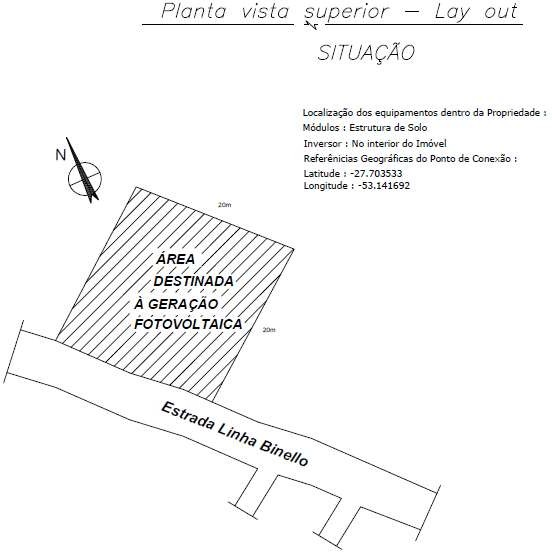 Planta vista superior – Lay out
SITUAÇÃO
Localização dos equipamentos dentro da Propriedade :
Módulos : Estrutura de Solo
Inversor : No interior do Imóvel
Referênicias Geográficas do Ponto de Conexão :
Latitude : -27.703533
Longitude : -53.141692
N
20m
ÁREA
DESTINADA
À GERAÇÃO
FOTOVOLTAICA
20m
Estrada Linha Binello